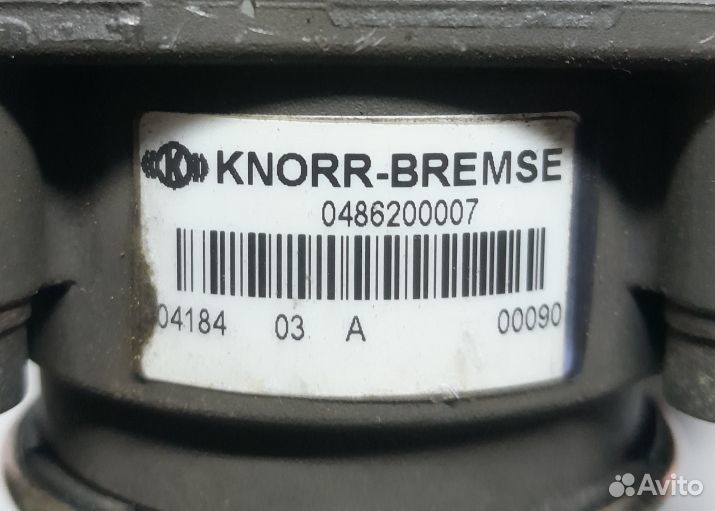 KNORR-BREMSE
0486200007
04184 03 A 00090
Avito